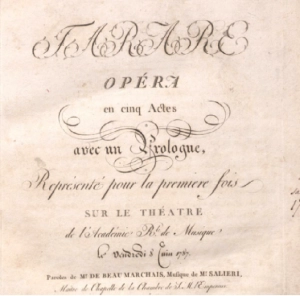 TARARE
OPÉRA
en cinq Actes
avec un Prologue,
Représenté pour la premiere fois
SUR LE THÉATRE
de l'Académie Rle. de Musique
le Vendredi 8 Juin 1787.
Paroles de Mr. DE BEAUMARCHAIS, Musique de Mr. SALIERI,
Maître de Chapelle de la Chambre de S. M.